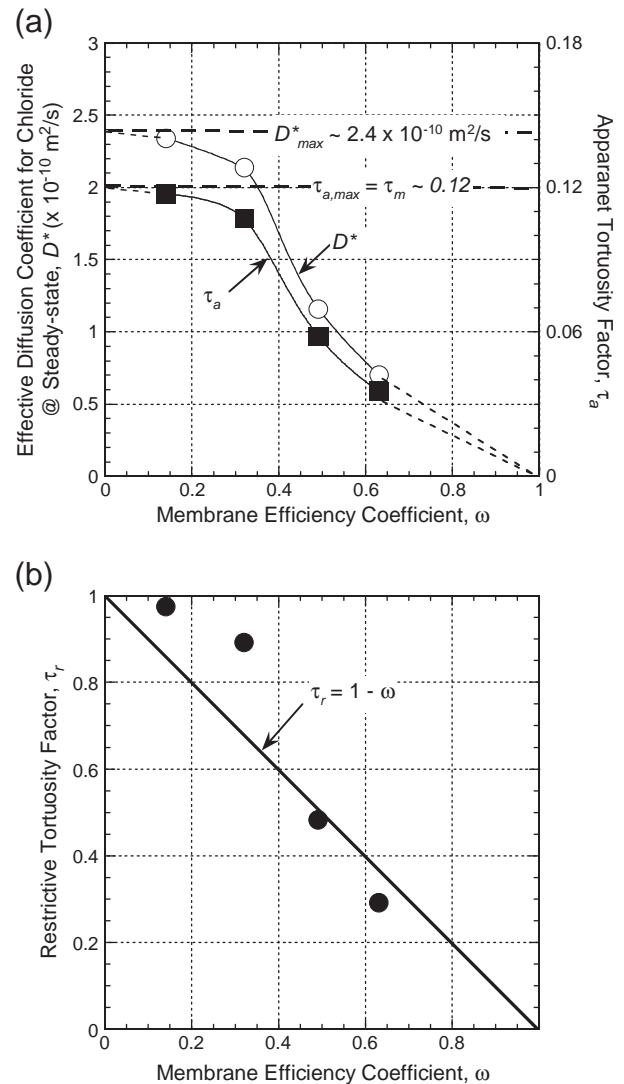 (a)
Effective Diffusion Coefficient for Chloride
@ Steady-state, D* (x 10⁻¹⁰ m²/s)
3
2.5
2
1.5
1
0.5
0
0.18
0.12
0.06
0
Apparanet Tortuosity Factor, τa
D*max ~ 2.4 x 10⁻¹⁰ m²/s
τa,max = τm ~ 0.12
D*
τa
0 0.2 0.4 0.6 0.8 1
Membrane Efficiency Coefficient, ω
(b)
Restrictive Tortuosity Factor, τr
1
0.8
0.6
0.4
0.2
0
τr = 1 - ω
0 0.2 0.4 0.6 0.8
Membrane Efficiency Coefficient, ω